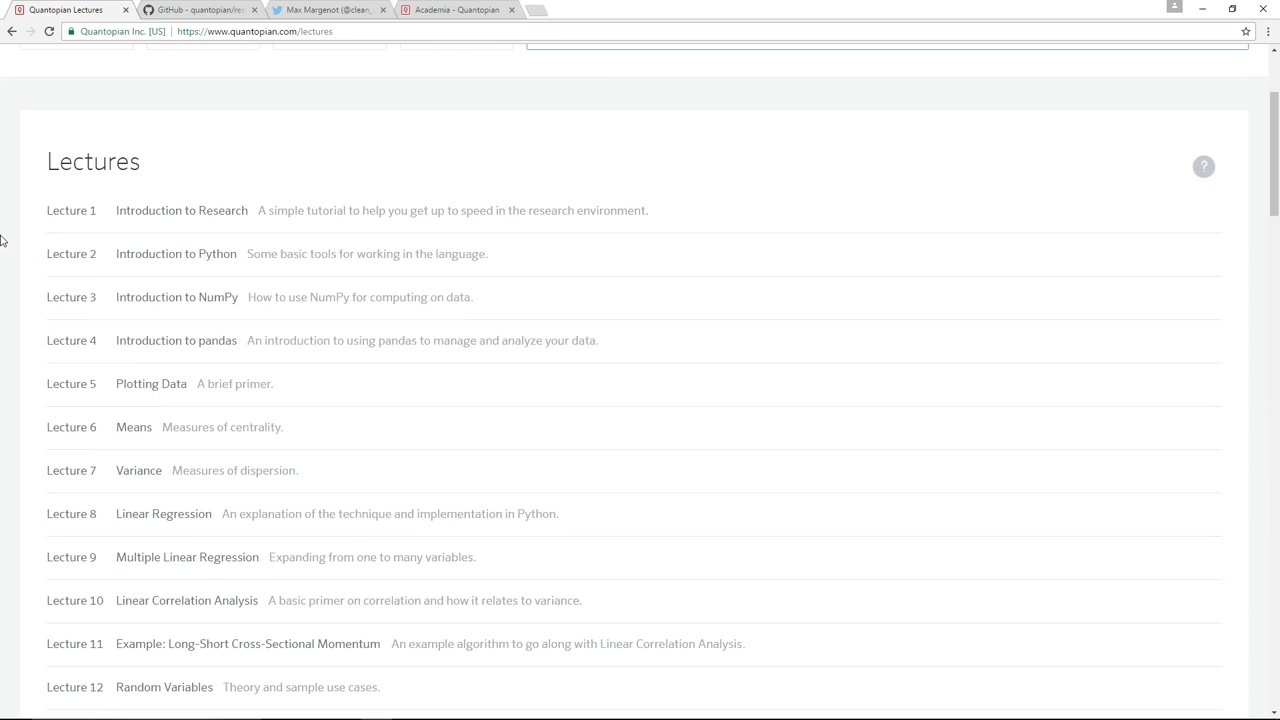 Quantopian Lectures
GitHub - quantopian/res
Max Margenot (@clean_
Academia - Quantopian
Quantopian Inc. [US] | https://www.quantopian.com/lectures
Lectures
?
Lecture 1 Introduction to Research A simple tutorial to help you get up to speed in the research environment.
Lecture 2 Introduction to Python Some basic tools for working in the language.
Lecture 3 Introduction to NumPy How to use NumPy for computing on data.
Lecture 4 Introduction to pandas An introduction to using pandas to manage and analyze your data.
Lecture 5 Plotting Data A brief primer.
Lecture 6 Means Measures of centrality.
Lecture 7 Variance Measures of dispersion.
Lecture 8 Linear Regression An explanation of the technique and implementation in Python.
Lecture 9 Multiple Linear Regression Expanding from one to many variables.
Lecture 10 Linear Correlation Analysis A basic primer on correlation and how it relates to variance.
Lecture 11 Example: Long-Short Cross-Sectional Momentum An example algorithm to go along with Linear Correlation Analysis.
Lecture 12 Random Variables Theory and sample use cases.